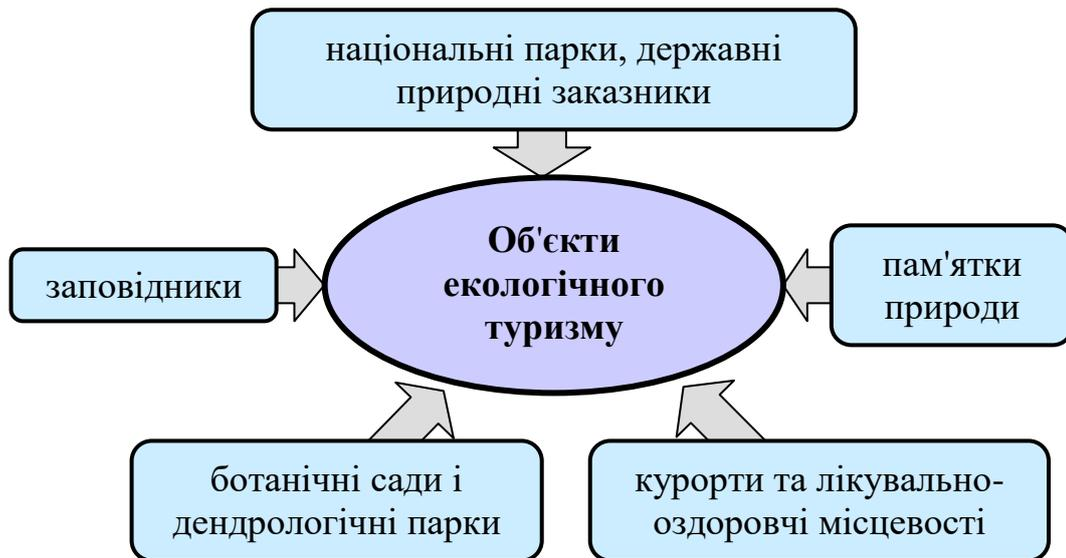 національні парки, державні
природні заказники
Об'єкти
екологічного
туризму
заповідники
пам'ятки
природи
ботанічні сади і
дендрологічні парки
курорти та лікувально-
оздоровчі місцевості